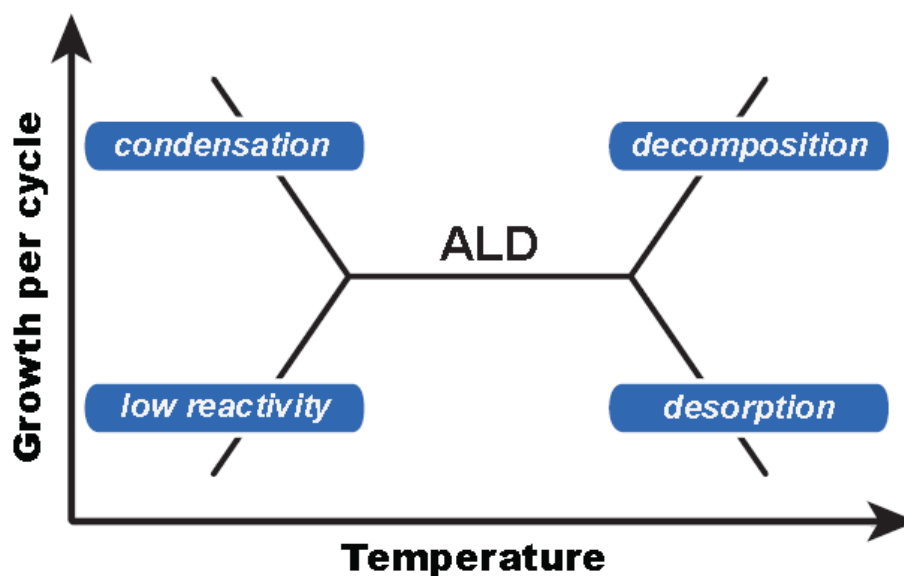 Growth per cycle
condensation
decomposition
ALD
low reactivity
desorption
Temperature